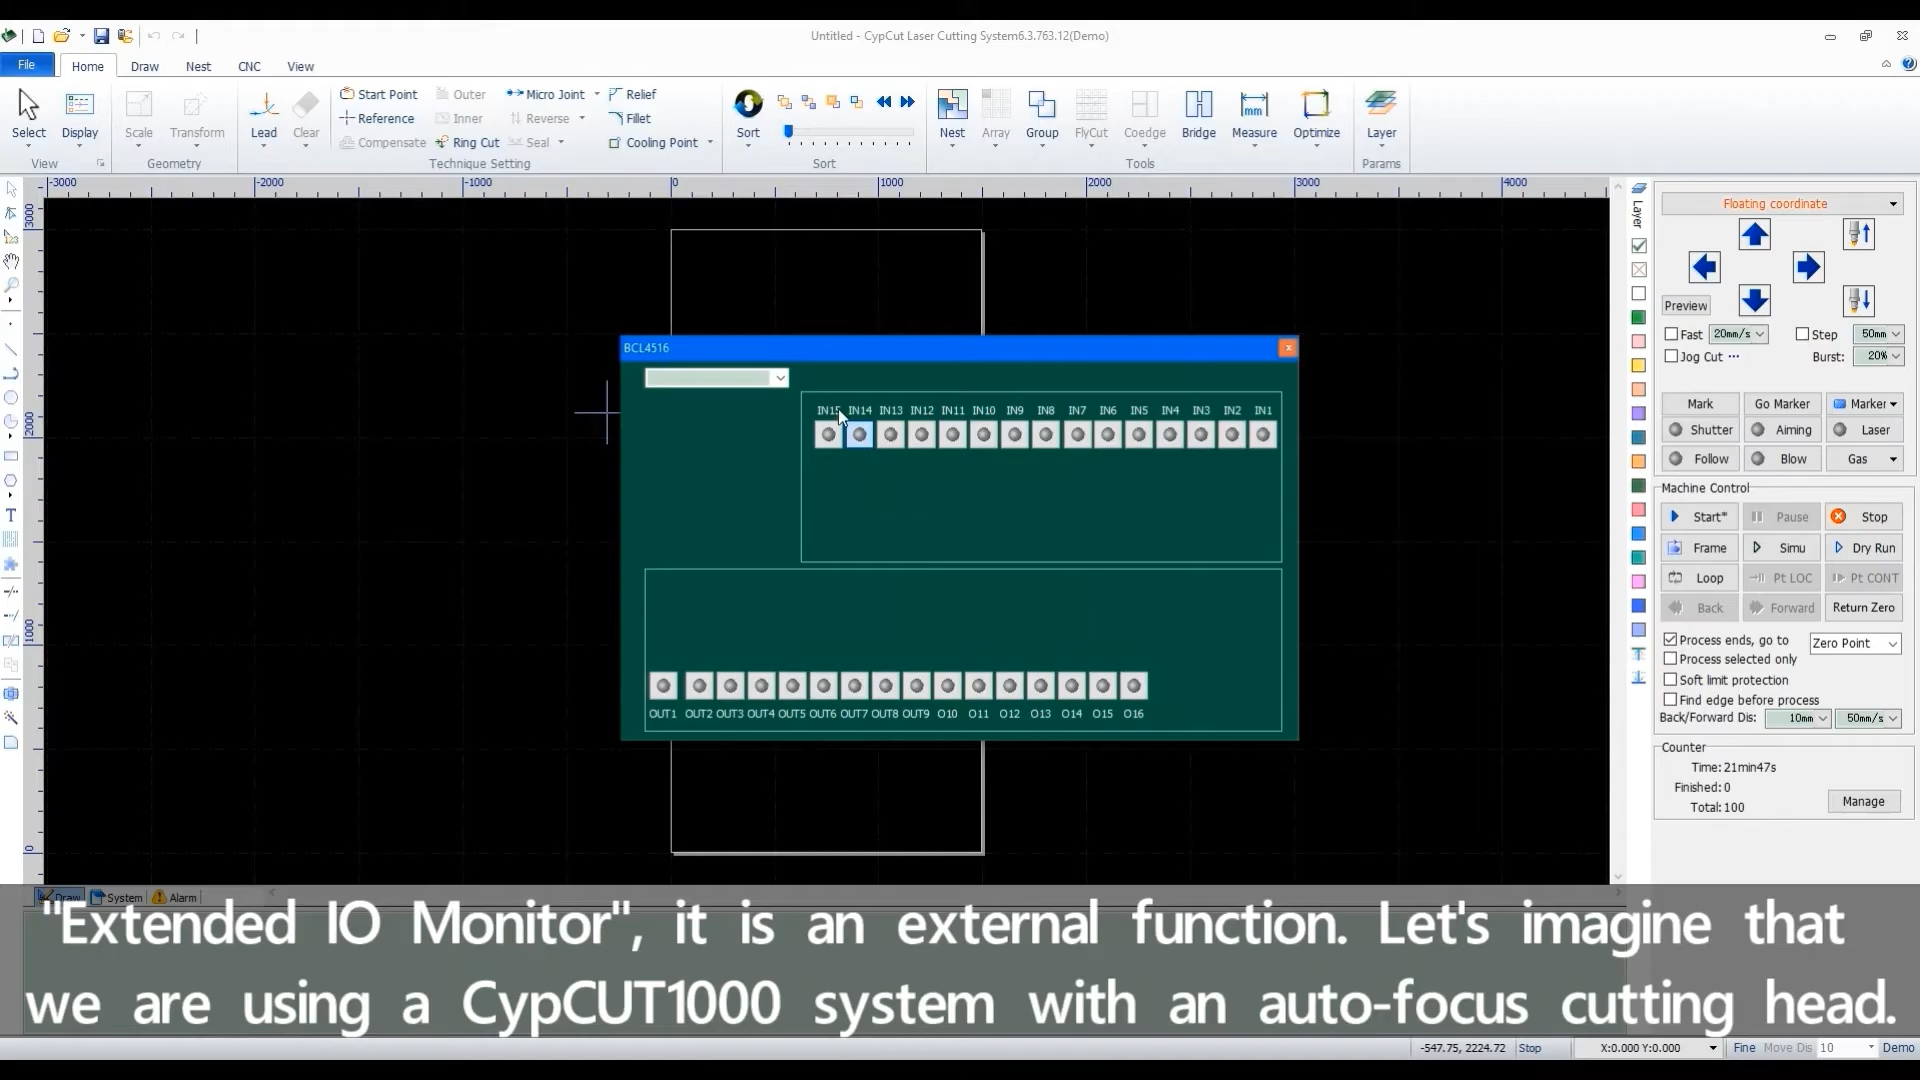 Untitled - CypCut Laser Cutting System6.3.763.12(Demo)
File Home Draw Nest CNC View
Select Display Scale Transform Lead Clear
Start Point Outer Micro Joint Relief
Reference Inner Reverse Fillet
Compensate Ring Cut Seal Cooling Point
Sort Nest Array Group FlyCut Coedge Bridge Measure Optimize Layer
View Geometry Technique Setting Sort Tools Params
-3000 -2000 -1000 0 1000 2000 3000 4000
3000
2000
1000
0
Layer
Floating coordinate
Preview
Fast 20mm/s Step 50mm
Jog Cut ... Burst: 20%
Mark Go Marker Marker
Shutter Aiming Laser
Follow Blow Gas
Machine Control
Start* Pause Stop
Frame Simu Dry Run
Loop Pt LOC Pt CONT
Back Forward Return Zero
Process ends, go to Zero Point
Process selected only
Soft limit protection
Find edge before process
Back/Forward Dis: 10mm 50mm/s
Counter
Time: 21min47s
Finished: 0
Total: 100
Manage
BCL4516
IN15 IN14 IN13 IN12 IN11 IN10 IN9 IN8 IN7 IN6 IN5 IN4 IN3 IN2 IN1
OUT1 OUT2 OUT3 OUT4 OUT5 OUT6 OUT7 OUT8 OUT9 O10 O11 O12 O13 O14 O15 O16
Draw System Alarm
"Extended IO Monitor", it is an external function. Let's imagine that
we are using a CypCUT1000 system with an auto-focus cutting head.
-547.75, 2224.72 Stop X:0.000 Y:0.000 Fine Move Dis 10 Demo